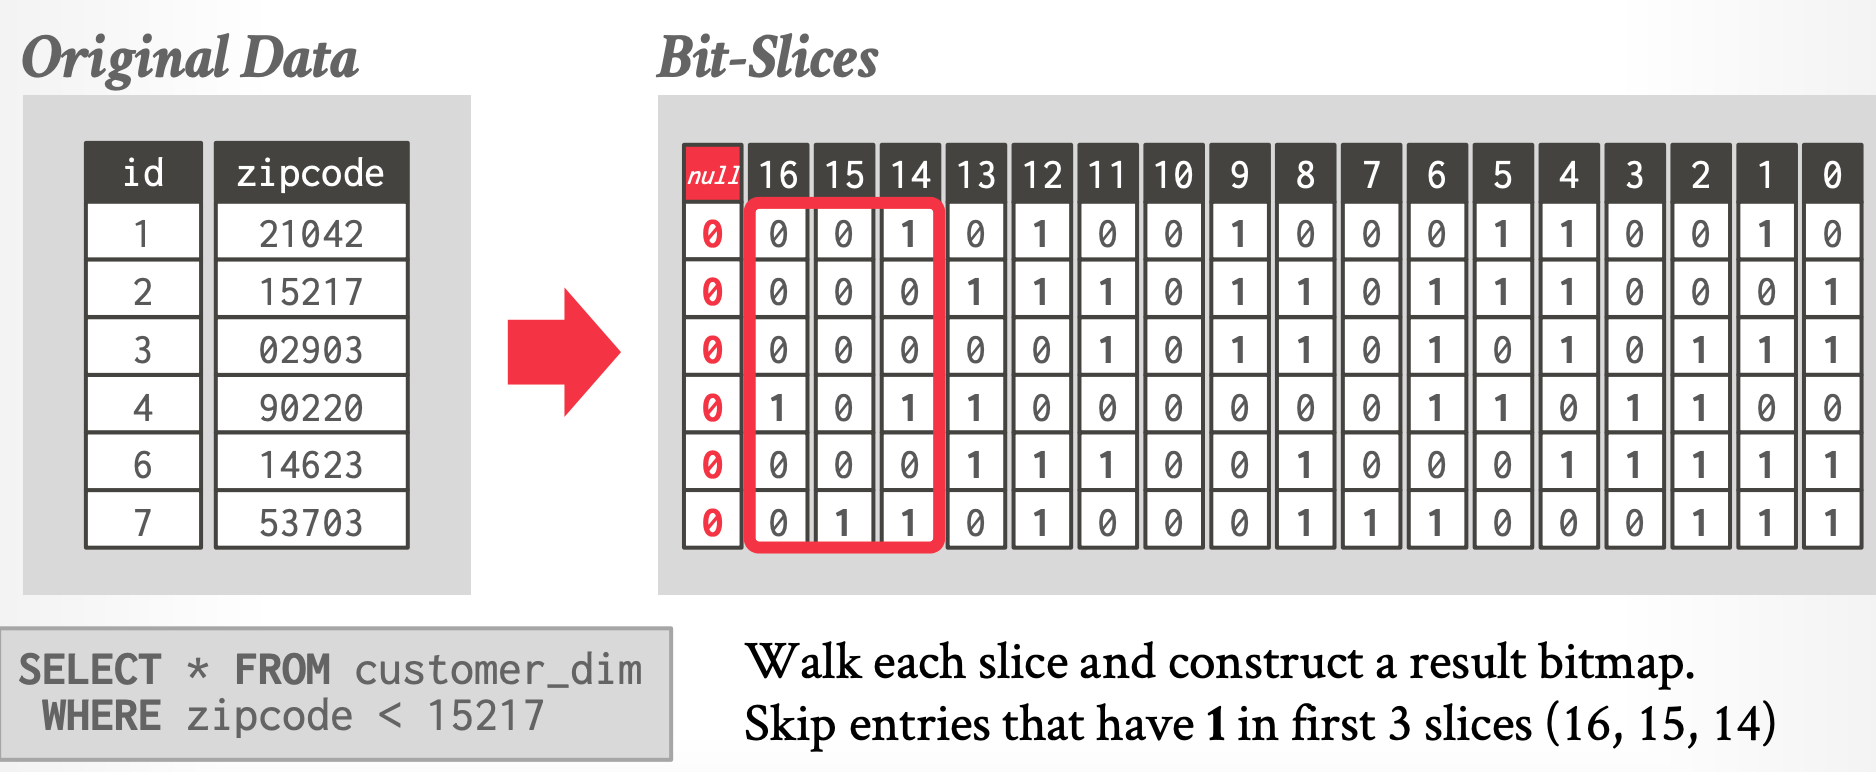 Original Data
Bit-Slices
id zipcode
1 21042
2 15217
3 02903
4 90220
6 14623
7 53703
null 16 15 14 13 12 11 10 9 8 7 6 5 4 3 2 1 0
0 0 0 1 0 1 0 0 1 0 0 0 1 1 0 0 1 0
0 0 0 0 1 1 1 0 1 1 0 1 1 1 0 0 0 1
0 0 0 0 0 0 1 0 1 1 0 1 0 1 0 1 1 1
0 1 0 1 1 0 0 0 0 0 0 1 1 0 1 1 0 0
0 0 0 0 1 1 1 0 0 1 0 0 0 1 1 1 1 1
0 0 1 1 0 1 0 0 0 1 1 1 0 0 0 1 1 1
SELECT * FROM customer_dim
WHERE zipcode < 15217
Walk each slice and construct a result bitmap.
Skip entries that have 1 in first 3 slices (16, 15, 14)